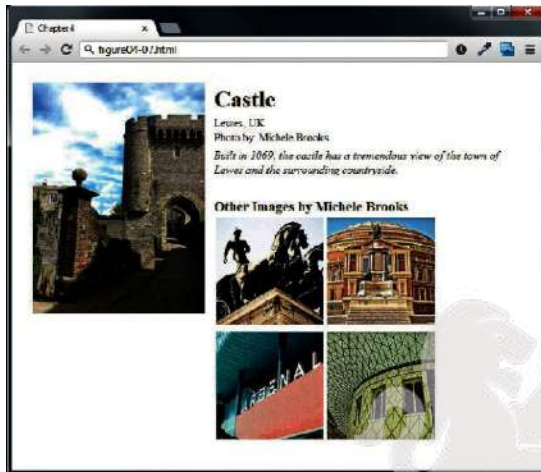 Chapter 4
figure04-07.html
Castle
Lewes, UK
Photo by: Michele Brooks
Built in 1069, the castle has a tremendous view of the town of
Lewes and the surrounding countryside.
Other Images by Michele Brooks
ARSENAL